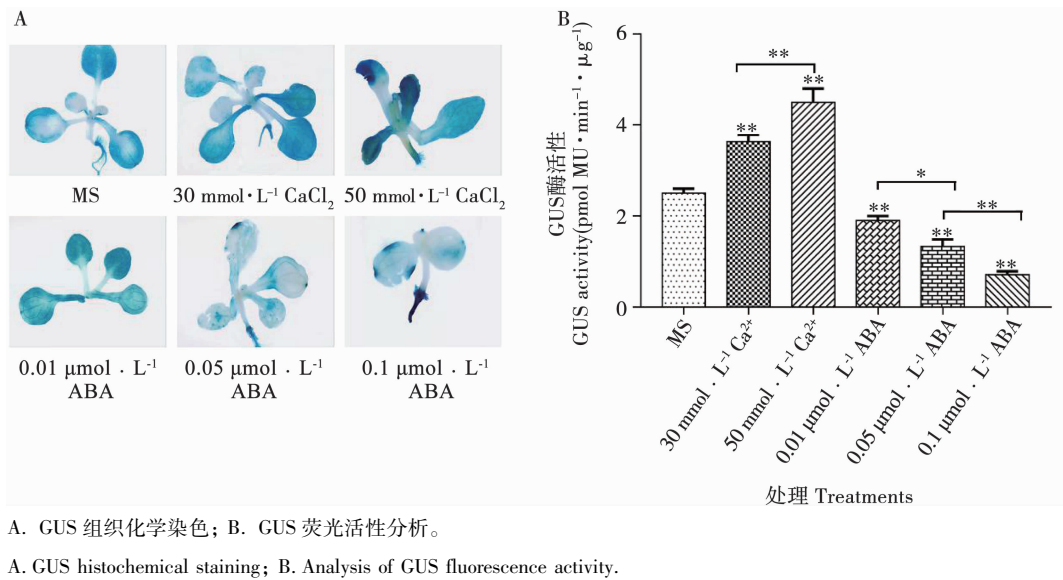 A
MS
30 mmol·L⁻¹ CaCl₂
50 mmol·L⁻¹ CaCl₂
0.01 μmol · L⁻¹
ABA
0.05 μmol · L⁻¹
ABA
0.1 μmol · L⁻¹
ABA
B
GUS酶活性
GUS activity(pmol MU·min⁻¹·μg⁻¹)
6
4
2
0
**
**
**
*
**
**
**
**
MS
30 mmol · L⁻¹ Ca²⁺
50 mmol · L⁻¹ Ca²⁺
0.01 μmol · L⁻¹ ABA
0.05 μmol · L⁻¹ ABA
0.1 μmol · L⁻¹ ABA
处理 Treatments
A. GUS 组织化学染色; B. GUS 荧光活性分析。
A. GUS histochemical staining; B. Analysis of GUS fluorescence activity.